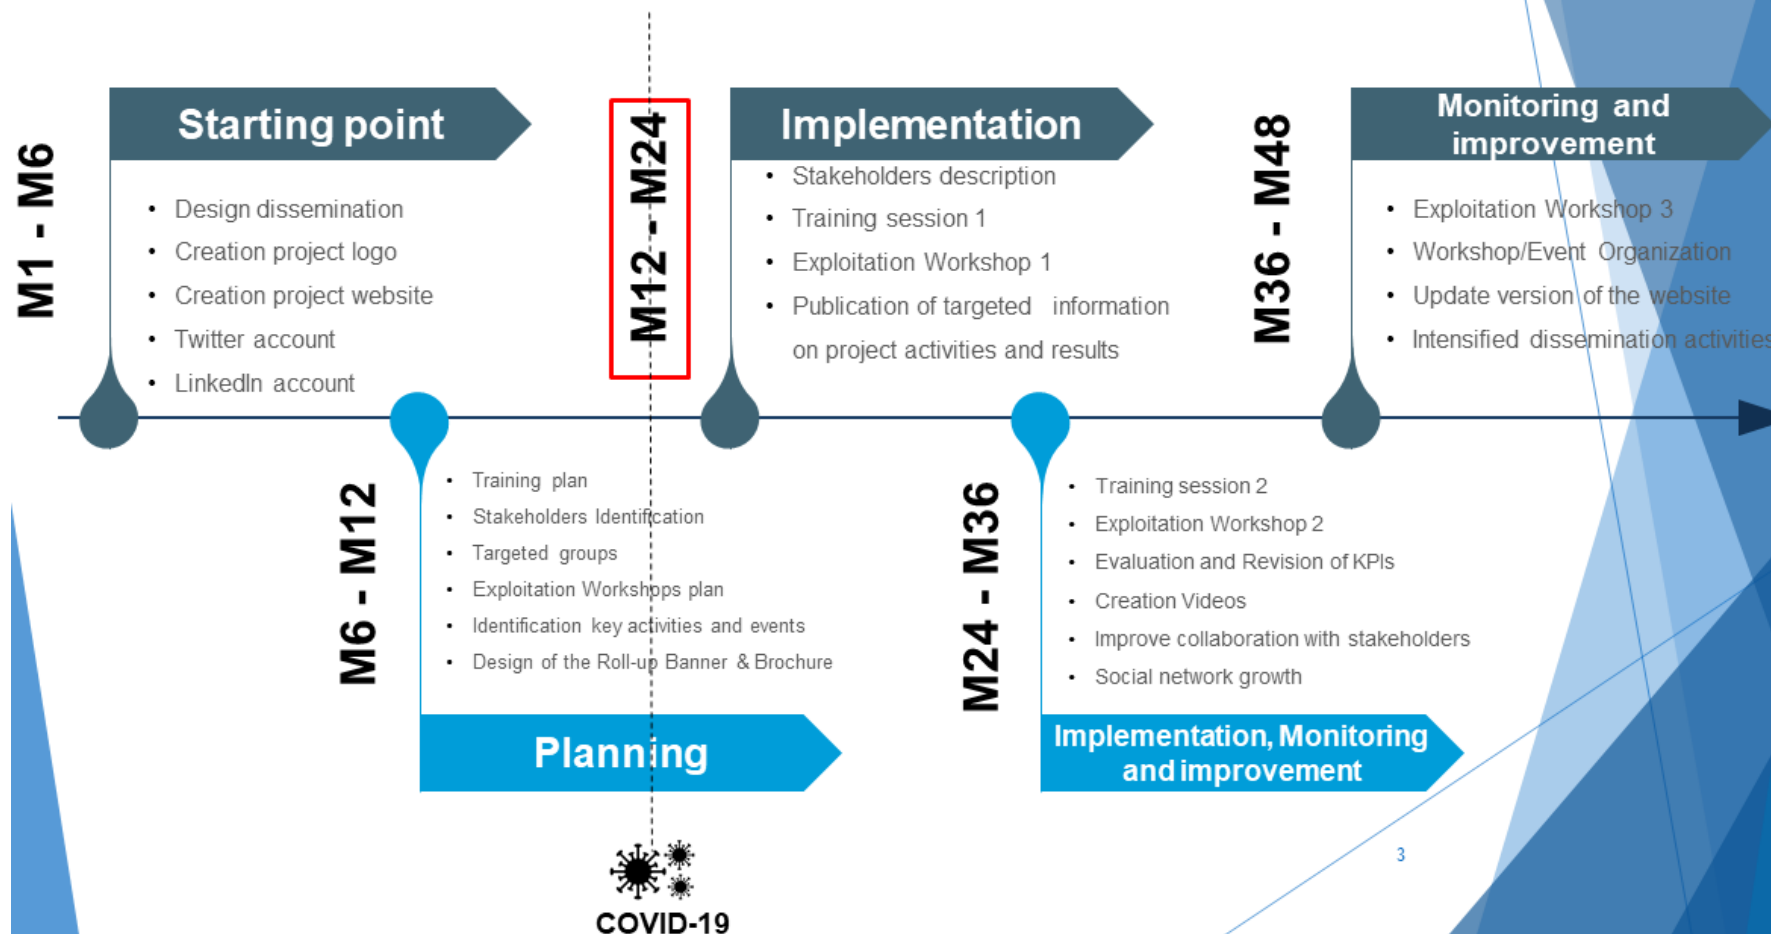 M1 - M6
Starting point
• Design dissemination
• Creation project logo
• Creation project website
• Twitter account
• LinkedIn account
M6 - M12
• Training plan
• Stakeholders Identification
• Targeted groups
• Exploitation Workshops plan
• Identification key activities and events
• Design of the Roll-up Banner & Brochure
Planning
M12 - M24
Implementation
• Stakeholders description
• Training session 1
• Exploitation Workshop 1
• Publication of targeted information
on project activities and results
M24 - M36
• Training session 2
• Exploitation Workshop 2
• Evaluation and Revision of KPIs
• Creation Videos
• Improve collaboration with stakeholders
• Social network growth
Implementation, Monitoring
and improvement
M36 - M48
Monitoring and
improvement
• Exploitation Workshop 3
• Workshop/Event Organization
• Update version of the website
• Intensified dissemination activities
COVID-19
3